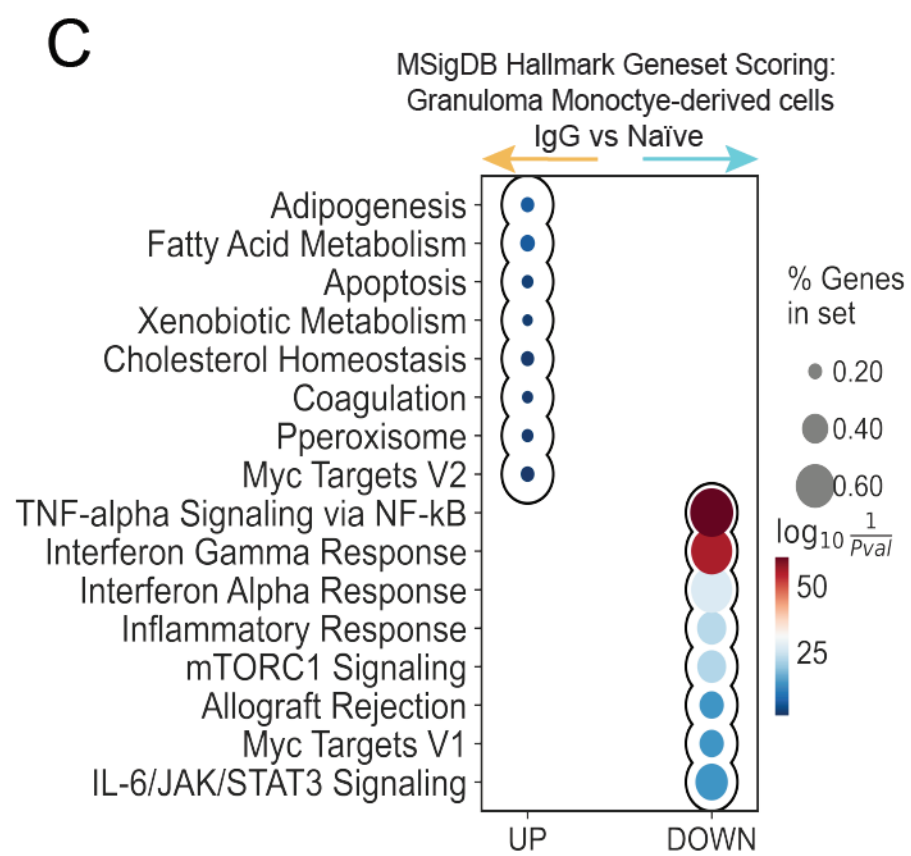 C
MSigDB Hallmark Geneset Scoring:
Granuloma Monoctye-derived cells
IgG vs Naïve
Adipogenesis
Fatty Acid Metabolism
Apoptosis
Xenobiotic Metabolism
Cholesterol Homeostasis
Coagulation
Pperoxisome
Myc Targets V2
TNF-alpha Signaling via NF-kB
Interferon Gamma Response
Interferon Alpha Response
Inflammatory Response
mTORC1 Signaling
Allograft Rejection
Myc Targets V1
IL-6/JAK/STAT3 Signaling
UP DOWN
% Genes
in set
0.20
0.40
0.60
log10 1/Pval
50
25